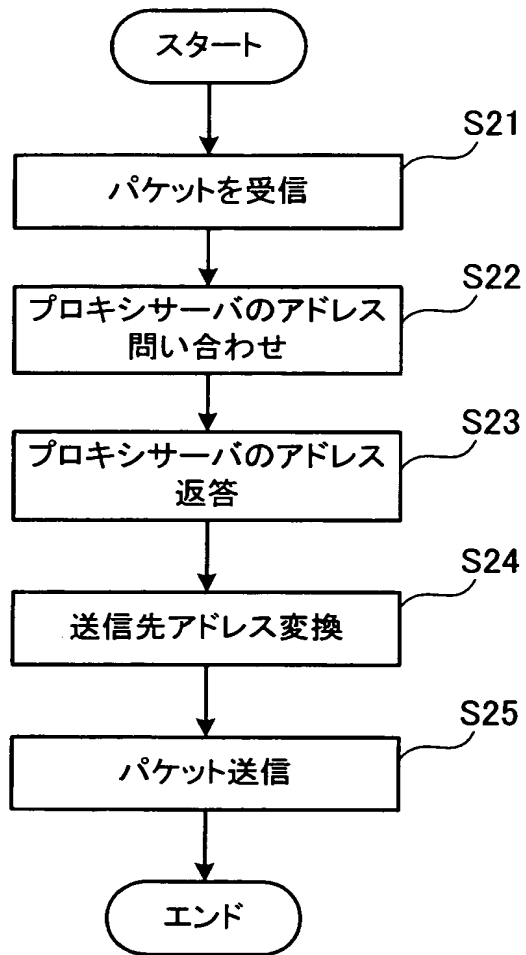 スタート
S21
パケットを受信
S22
プロキシサーバのアドレス
問い合わせ
S23
プロキシサーバのアドレス
返答
S24
送信先アドレス変換
S25
パケット送信
エンド